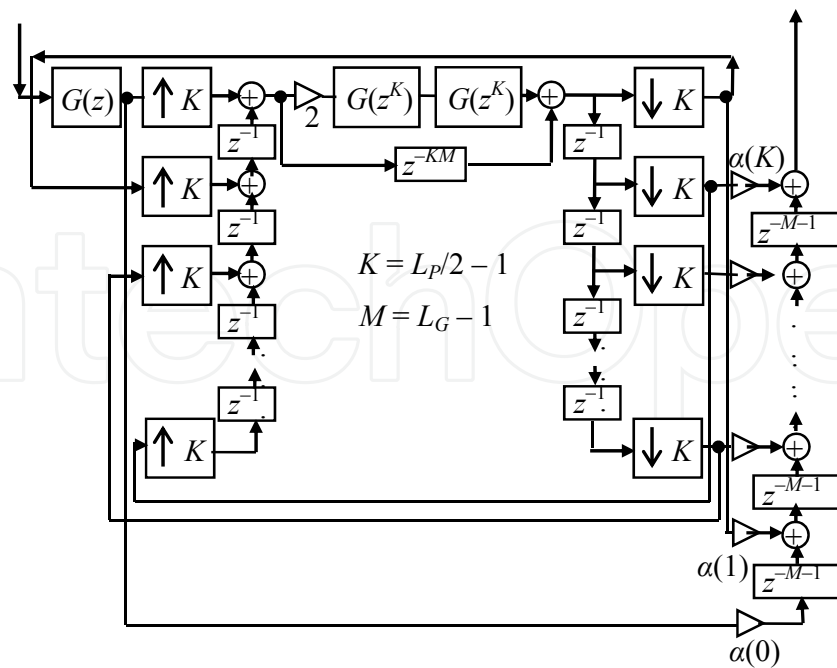 G(z)
↑ K
+
2
G(z^K)
G(z^K)
+
↓ K
z^–1
z^–1
z^–KM
α(K)
↑ K
+
↓ K
+
z^–1
z^–1
z^–M–1
↑ K
+
K = L_P/2 – 1
↓ K
+
z^–1
M = L_G – 1
z^–1
z^–1
z^–1
↑ K
↓ K
+
z^–M–1
+
α(1)
z^–M–1
α(0)